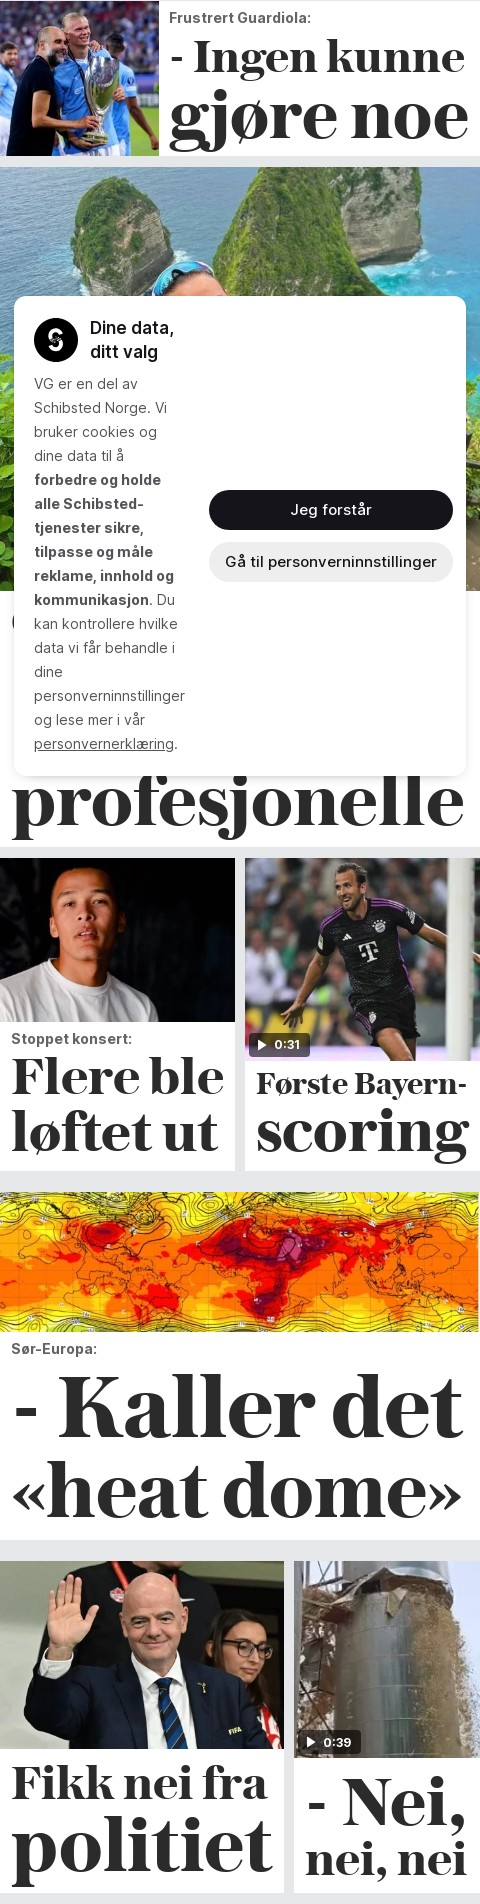 Frustrert Guardiola:
- Ingen kunne
gjøre noe
Dine data,
ditt valg
VG er en del av
Schibsted Norge. Vi
bruker cookies og
dine data til å
forbedre og holde
alle Schibsted-
tjenester sikre,
tilpasse og måle
reklame, innhold og
kommunikasjon. Du
kan kontrollere hvilke
data vi får behandle i
dine
personverninnstillinger
og lese mer i vår
personvernerklæring.
Jeg forstår
Gå til personverninnstillinger
profesjonelle
Stoppet konsert:
Flere ble
løftet ut
0:31
Første Bayern-
scoring
Sør-Europa:
- Kaller det
«heat dome»
FIFA
Fikk nei fra
politiet
0:39
- Nei,
nei, nei